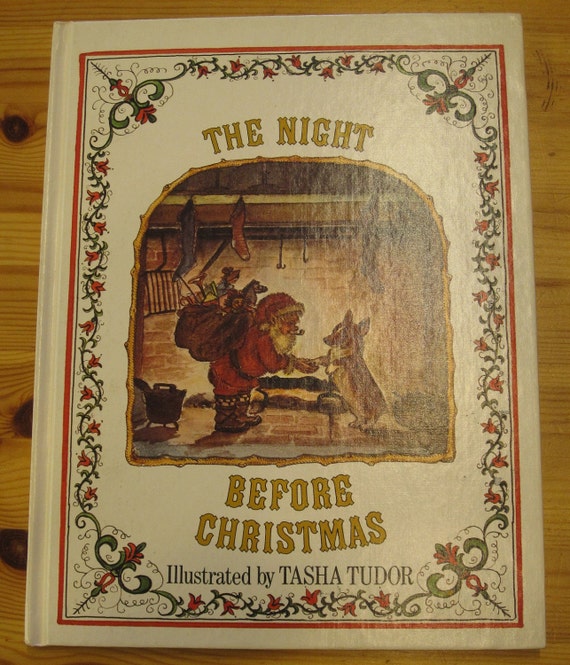 THE NIGHT
BEFORE
CHRISTMAS
Illustrated by TASHA TUDOR